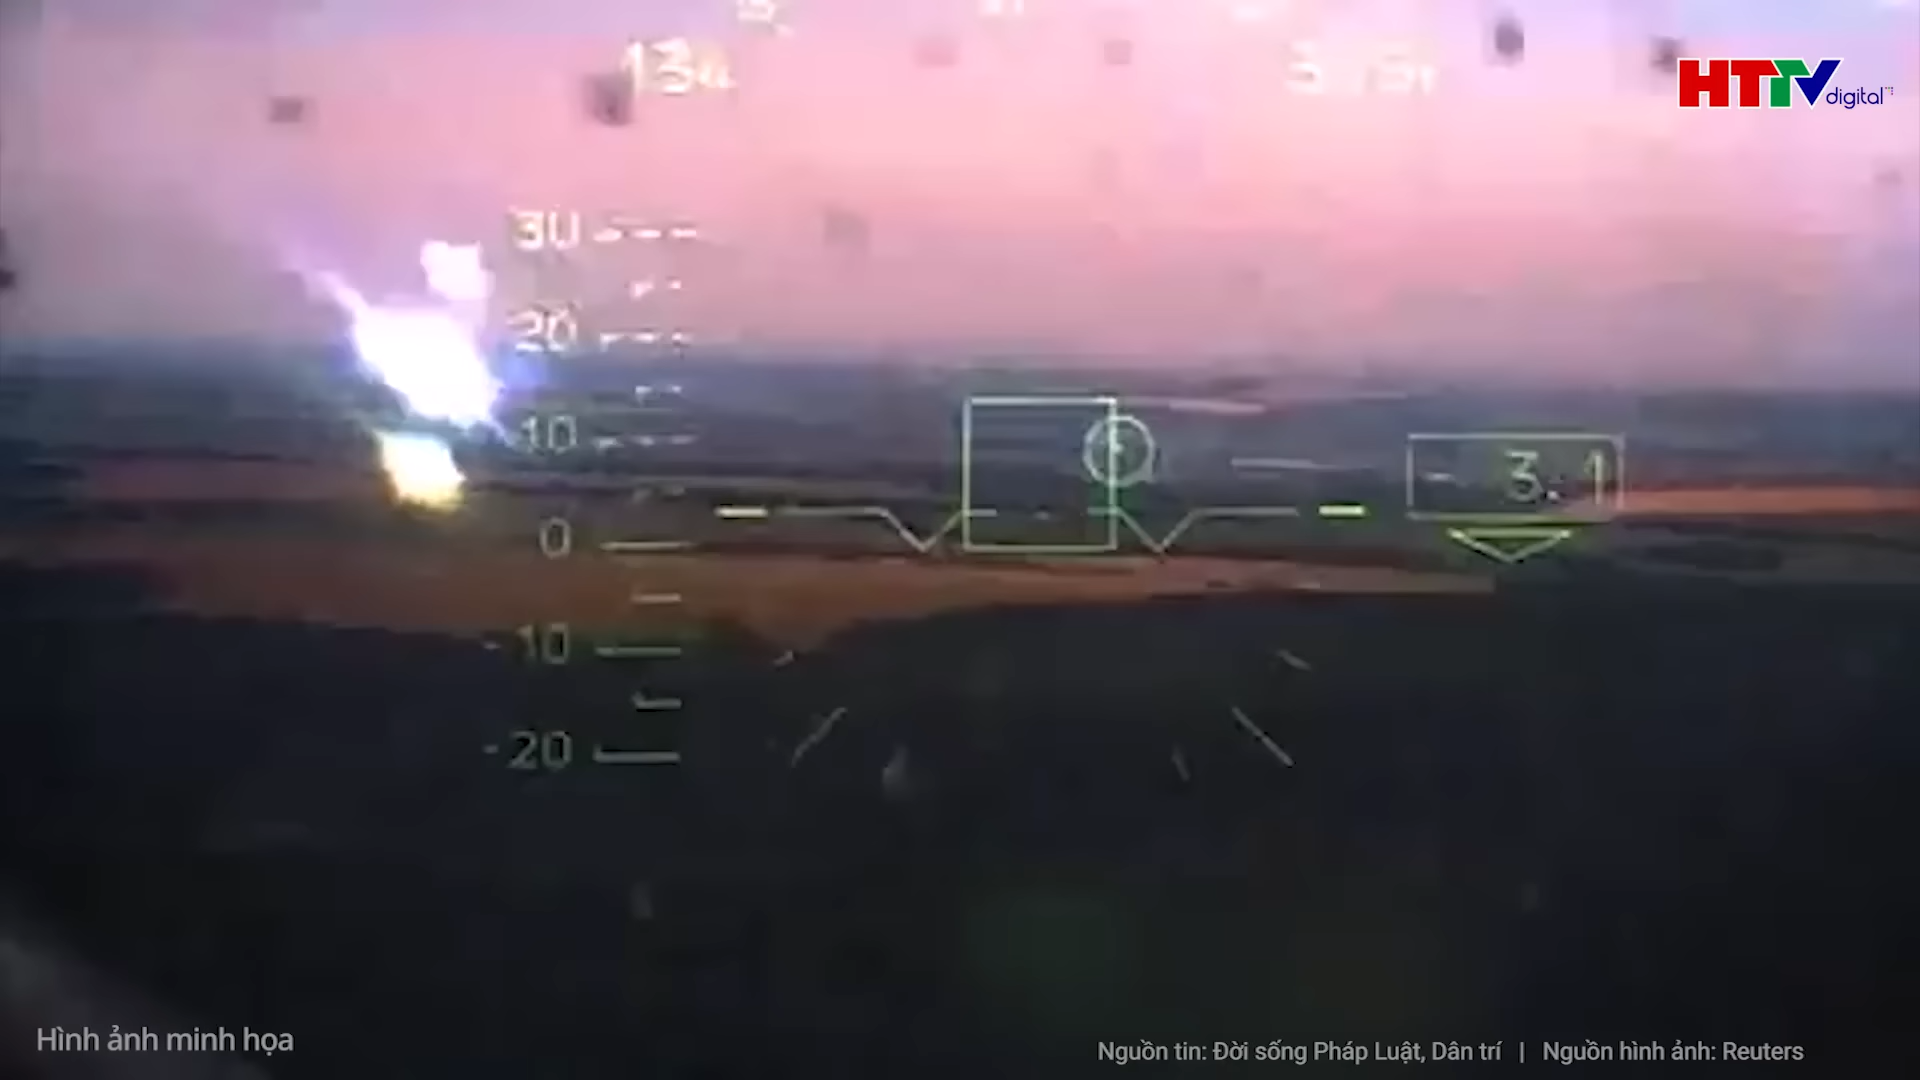 HTTV digital
30
20
10
0
- 3.1
-10
-20
Hình ảnh minh họa
Nguồn tin: Đời sống Pháp Luật, Dân trí | Nguồn hình ảnh: Reuters